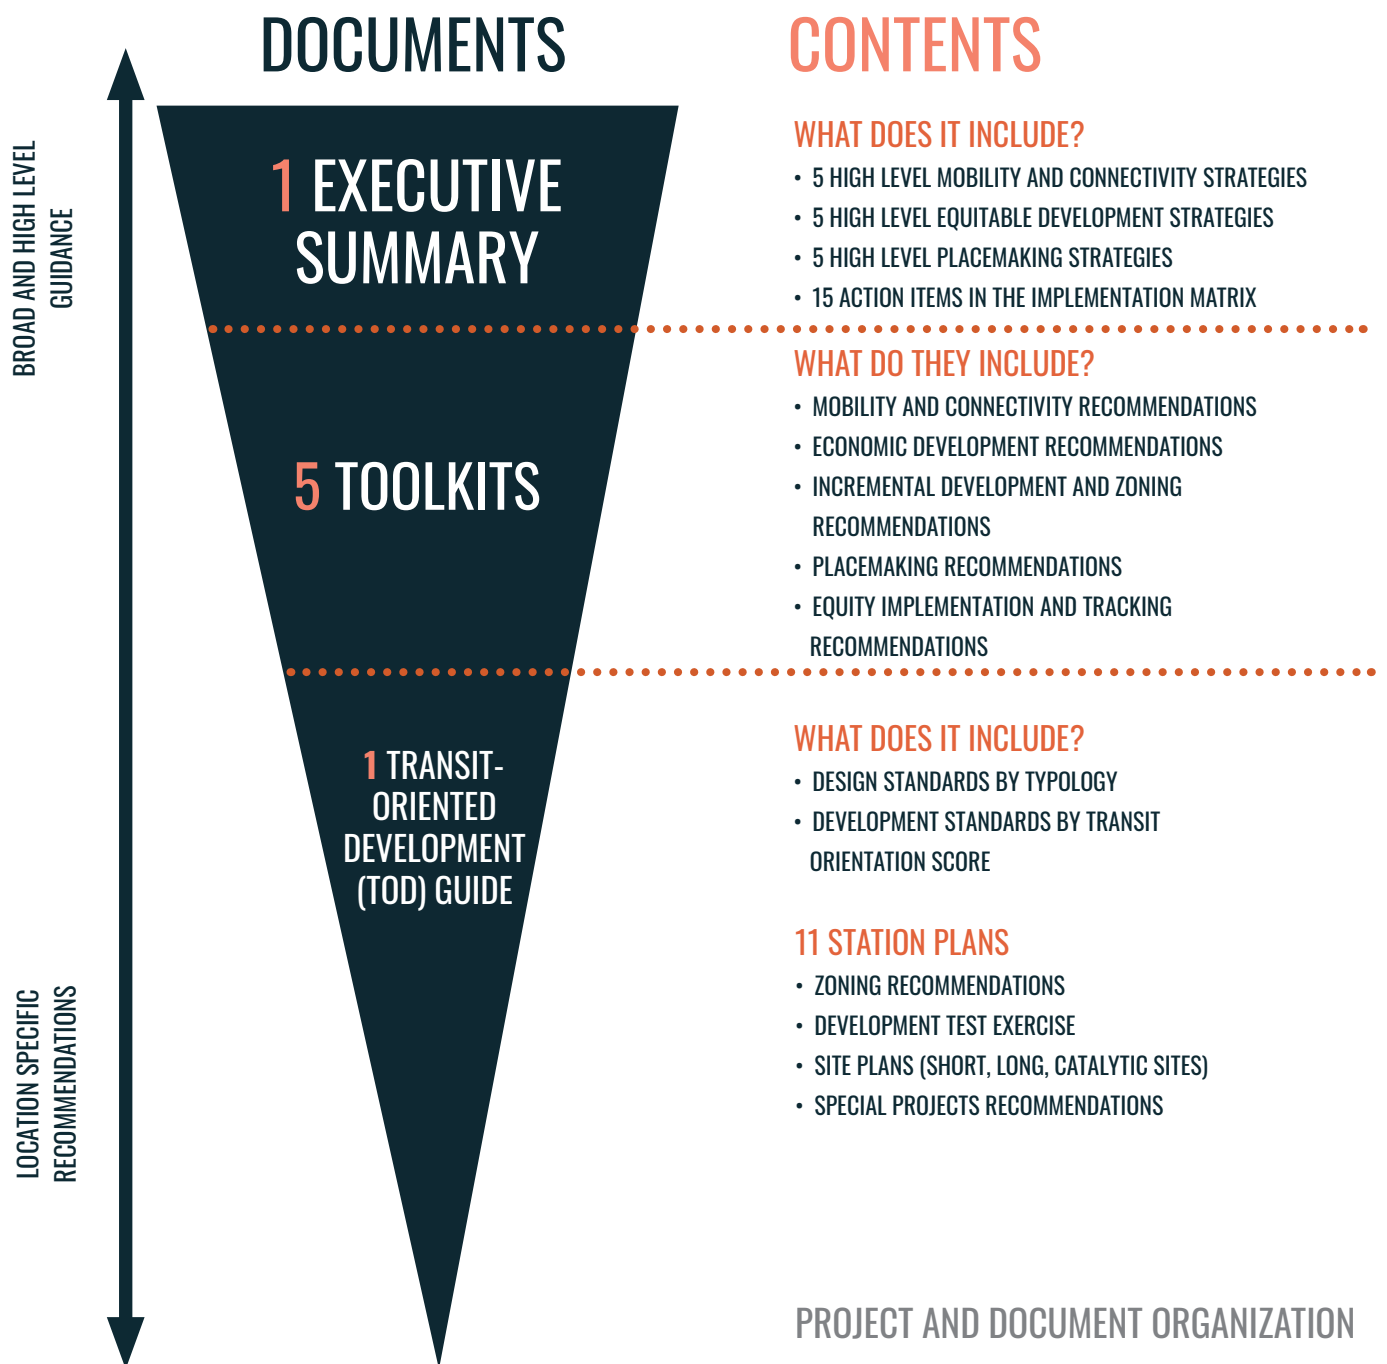 DOCUMENTS
CONTENTS
BROAD AND HIGH LEVEL
GUIDANCE
1 EXECUTIVE
SUMMARY
WHAT DOES IT INCLUDE?
• 5 HIGH LEVEL MOBILITY AND CONNECTIVITY STRATEGIES
• 5 HIGH LEVEL EQUITABLE DEVELOPMENT STRATEGIES
• 5 HIGH LEVEL PLACEMAKING STRATEGIES
• 15 ACTION ITEMS IN THE IMPLEMENTATION MATRIX
5 TOOLKITS
WHAT DO THEY INCLUDE?
• MOBILITY AND CONNECTIVITY RECOMMENDATIONS
• ECONOMIC DEVELOPMENT RECOMMENDATIONS
• INCREMENTAL DEVELOPMENT AND ZONING
RECOMMENDATIONS
• PLACEMAKING RECOMMENDATIONS
• EQUITY IMPLEMENTATION AND TRACKING
RECOMMENDATIONS
1 TRANSIT-
ORIENTED
DEVELOPMENT
(TOD) GUIDE
WHAT DOES IT INCLUDE?
• DESIGN STANDARDS BY TYPOLOGY
• DEVELOPMENT STANDARDS BY TRANSIT
ORIENTATION SCORE
11 STATION PLANS
• ZONING RECOMMENDATIONS
• DEVELOPMENT TEST EXERCISE
• SITE PLANS (SHORT, LONG, CATALYTIC SITES)
• SPECIAL PROJECTS RECOMMENDATIONS
LOCATION SPECIFIC
RECOMMENDATIONS
PROJECT AND DOCUMENT ORGANIZATION